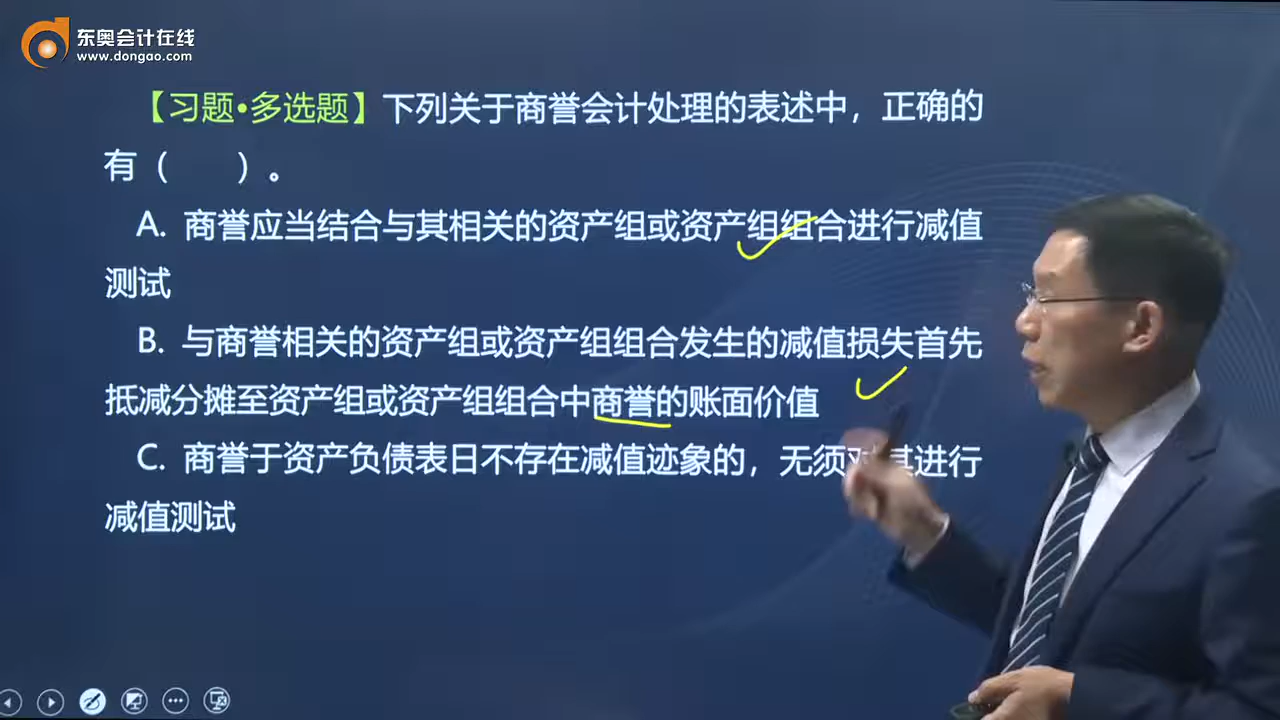 东奥会计在线
www.dongao.com
【习题•多选题】下列关于商誉会计处理的表述中，正确的
有（　　）。
A. 商誉应当结合与其相关的资产组或资产组组合进行减值
测试
B. 与商誉相关的资产组或资产组组合发生的减值损失首先
抵减分摊至资产组或资产组组合中商誉的账面价值
C. 商誉于资产负债表日不存在减值迹象的，无须对其进行
减值测试